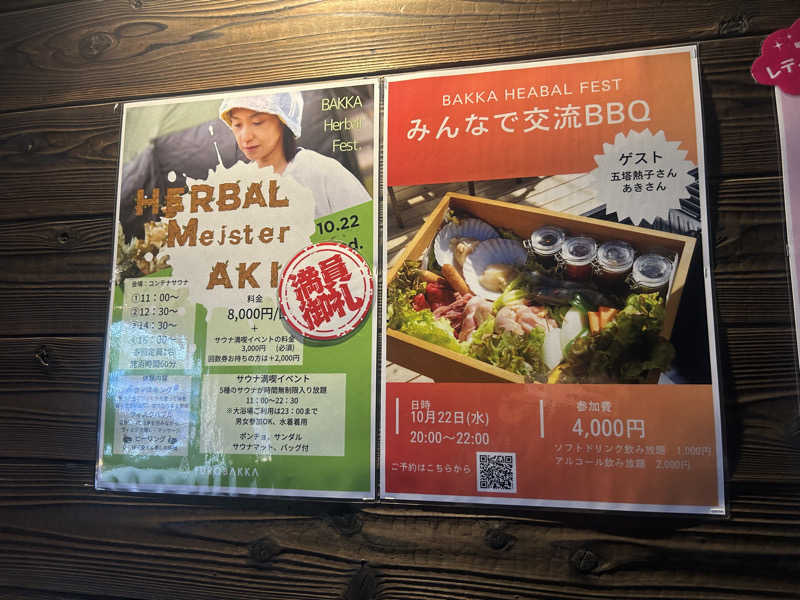 BAKKA
Herbal
Fest.
HERBAL
Meister
AKI
10.22
満員
御礼
会場：コンテナサウナ
①11：00～
②12：30～
③14：30～
料金
8,000円/
＋
サウナ満喫イベントの料金
3,000円 (必須)
回数券お持ちの方は＋2,000円
サウナ満喫イベント
5種のサウナが時間無制限入り放題
11：00～22：30
※大浴場ご利用は23：00まで
男女参加OK、水着着用
ポンチョ、サンダル
サウナマット、バッグ付
BAKKA HEABAL FEST
みんなで交流BBQ
ゲスト
五塔熱子さん
あきさん
日時
10月22日(水)
20:00〜22:00
ご予約はこちらから
参加費
4,000円
ソフトドリンク飲み放題 1,000円
アルコール飲み放題 2,000円
レディ